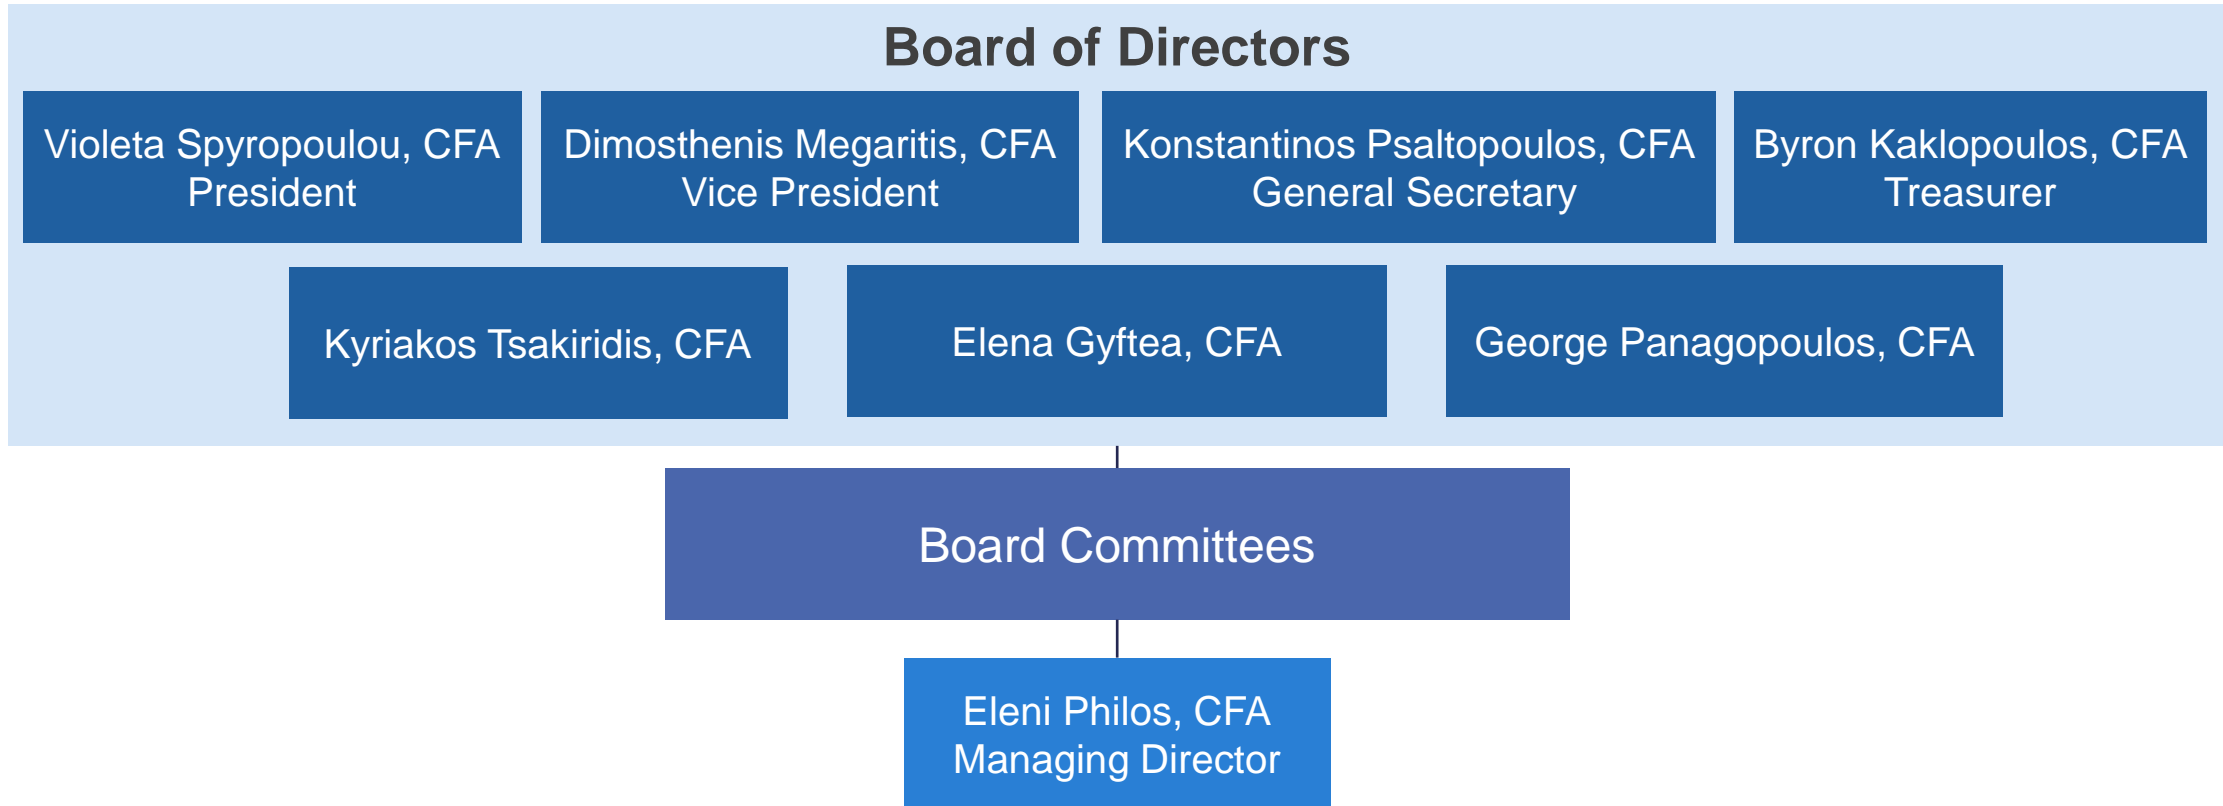 Board of Directors
Violeta Spyropoulou, CFA
President
Dimosthenis Megaritis, CFA
Vice President
Konstantinos Psaltopoulos, CFA
General Secretary
Byron Kaklopoulos, CFA
Treasurer
Kyriakos Tsakiridis, CFA
Elena Gyftea, CFA
George Panagopoulos, CFA
Board Committees
Eleni Philos, CFA
Managing Director